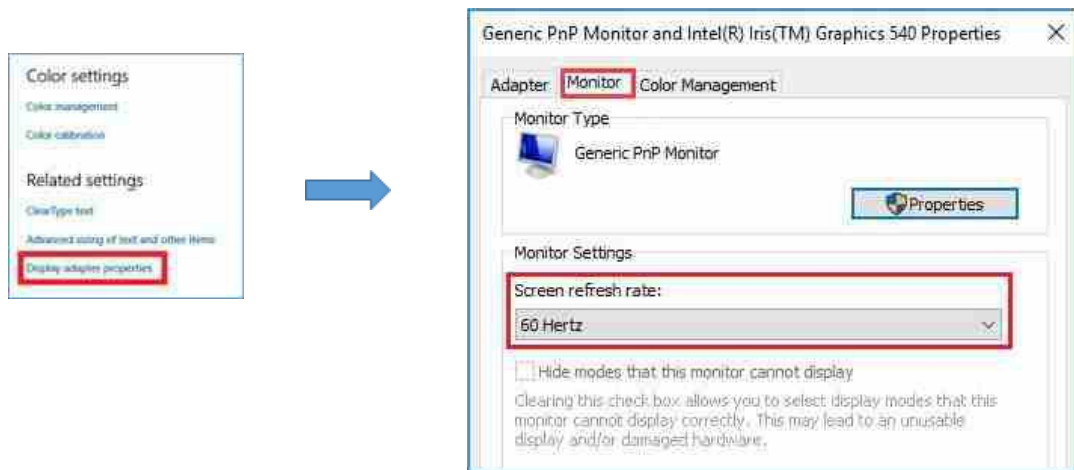 Color settings
Color management
Color calibration
Related settings
ClearType text
Advanced sizing of text and other items
Display adapter properties
Generic PnP Monitor and Intel(R) Iris(TM) Graphics 540 Properties
Adapter Monitor Color Management
Monitor Type
Generic PnP Monitor
Properties
Monitor Settings
Screen refresh rate:
60 Hertz
Hide modes that this monitor cannot display
Clearing this check box allows you to select display modes that this
monitor cannot display correctly. This may lead to an unusable
display and/or damaged hardware.